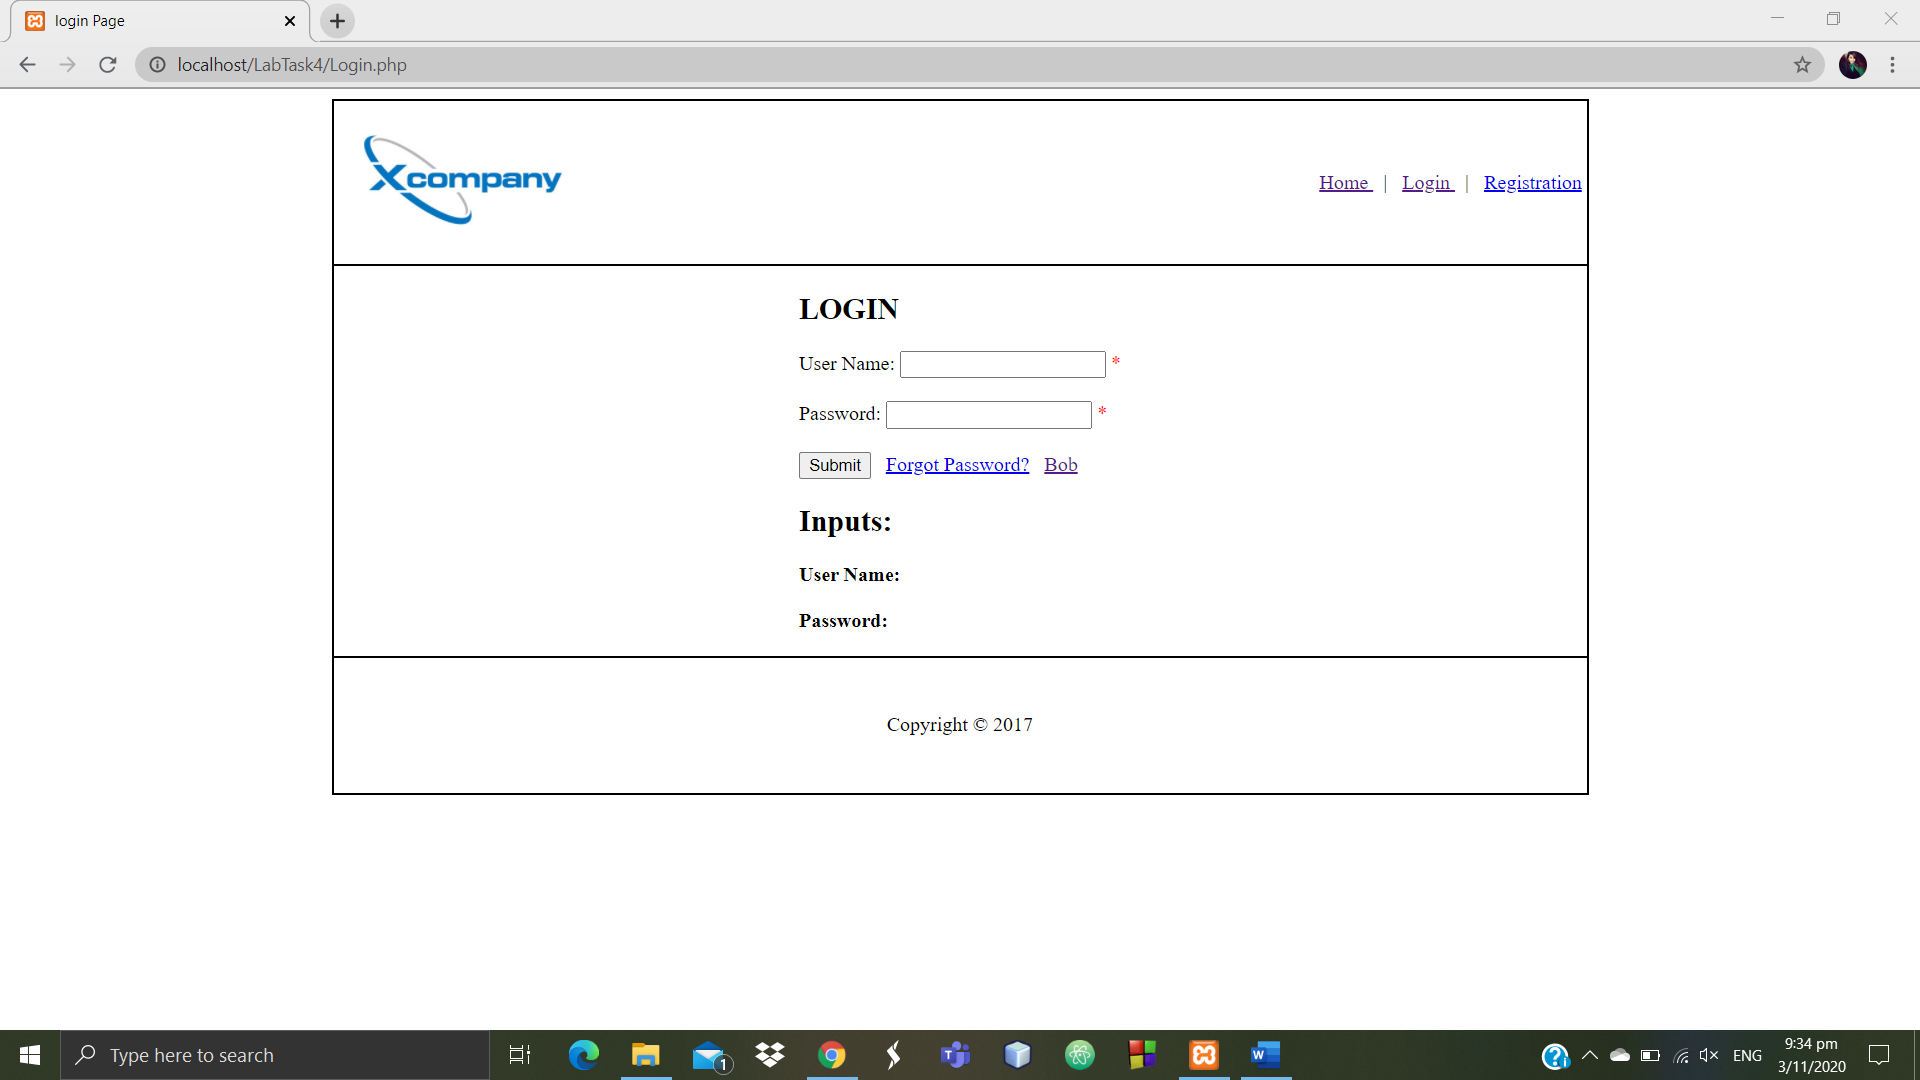 login Page
localhost/LabTask4/Login.php
Xcompany
Home | Login | Registration
LOGIN
User Name: *
Password: *
Submit Forgot Password? Bob
Inputs:
User Name:
Password:
Copyright © 2017
Type here to search
1
T
W
ENG
9:34 pm
3/11/2020